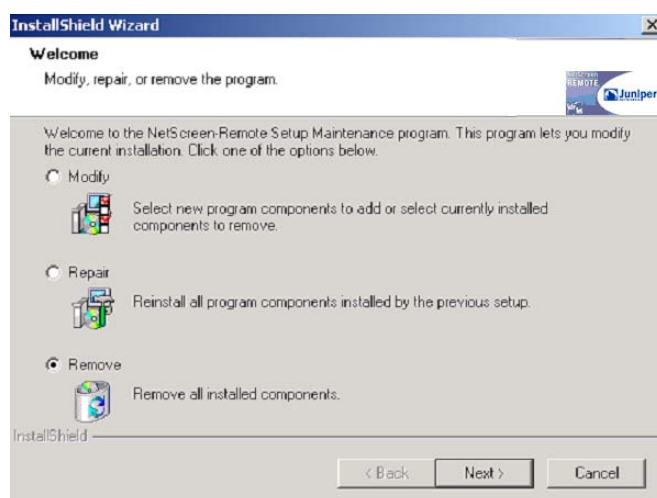 InstallShield Wizard
Welcome
Modify, repair, or remove the program.
NetScreen
REMOTE
Juniper
Welcome to the NetScreen-Remote Setup Maintenance program. This program lets you modify
the current installation. Click one of the options below.
Modify
Select new program components to add or select currently installed
components to remove.
Repair
Reinstall all program components installed by the previous setup.
Remove
Remove all installed components.
InstallShield
< Back
Next >
Cancel